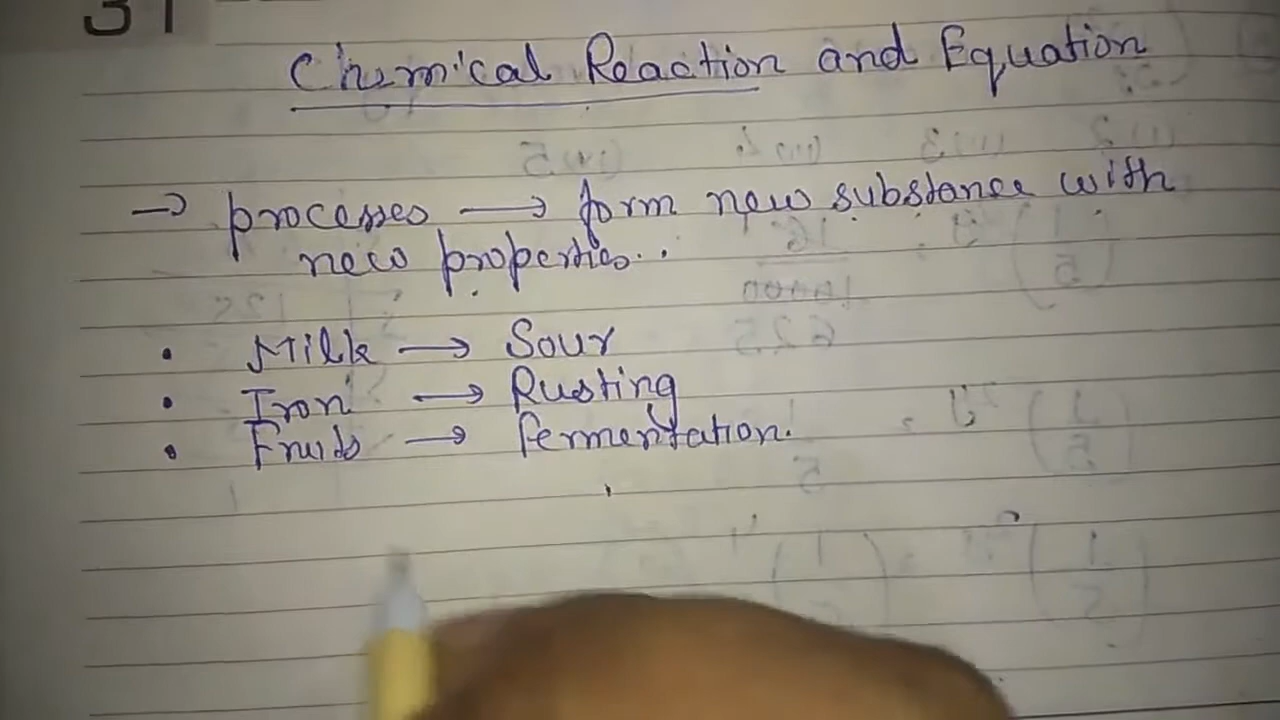 31
Chemical Reaction and Equation
→ processes → form new substance with
new properties..
• Milk → Sour
• Iron → Rusting
• Fruits → fermentation.